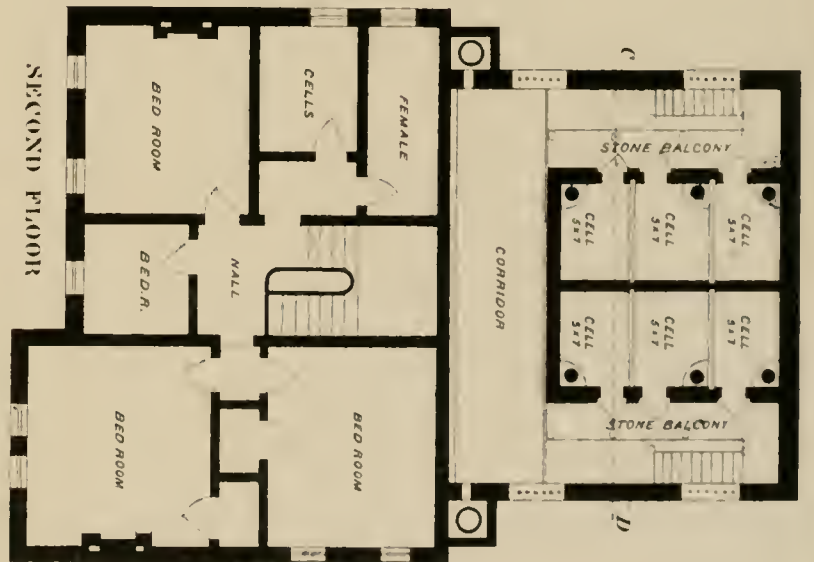 C
D
STONE BALCONY
STONE BALCONY
CELL
5x7
CELL
5x7
CELL
5x7
CELL
5x7
CELL
5x7
CELL
5x7
CORRIDOR
FEMALE
CELLS
BED ROOM
HALL
BED.R.
BED ROOM
BED ROOM
SECOND FLOOR